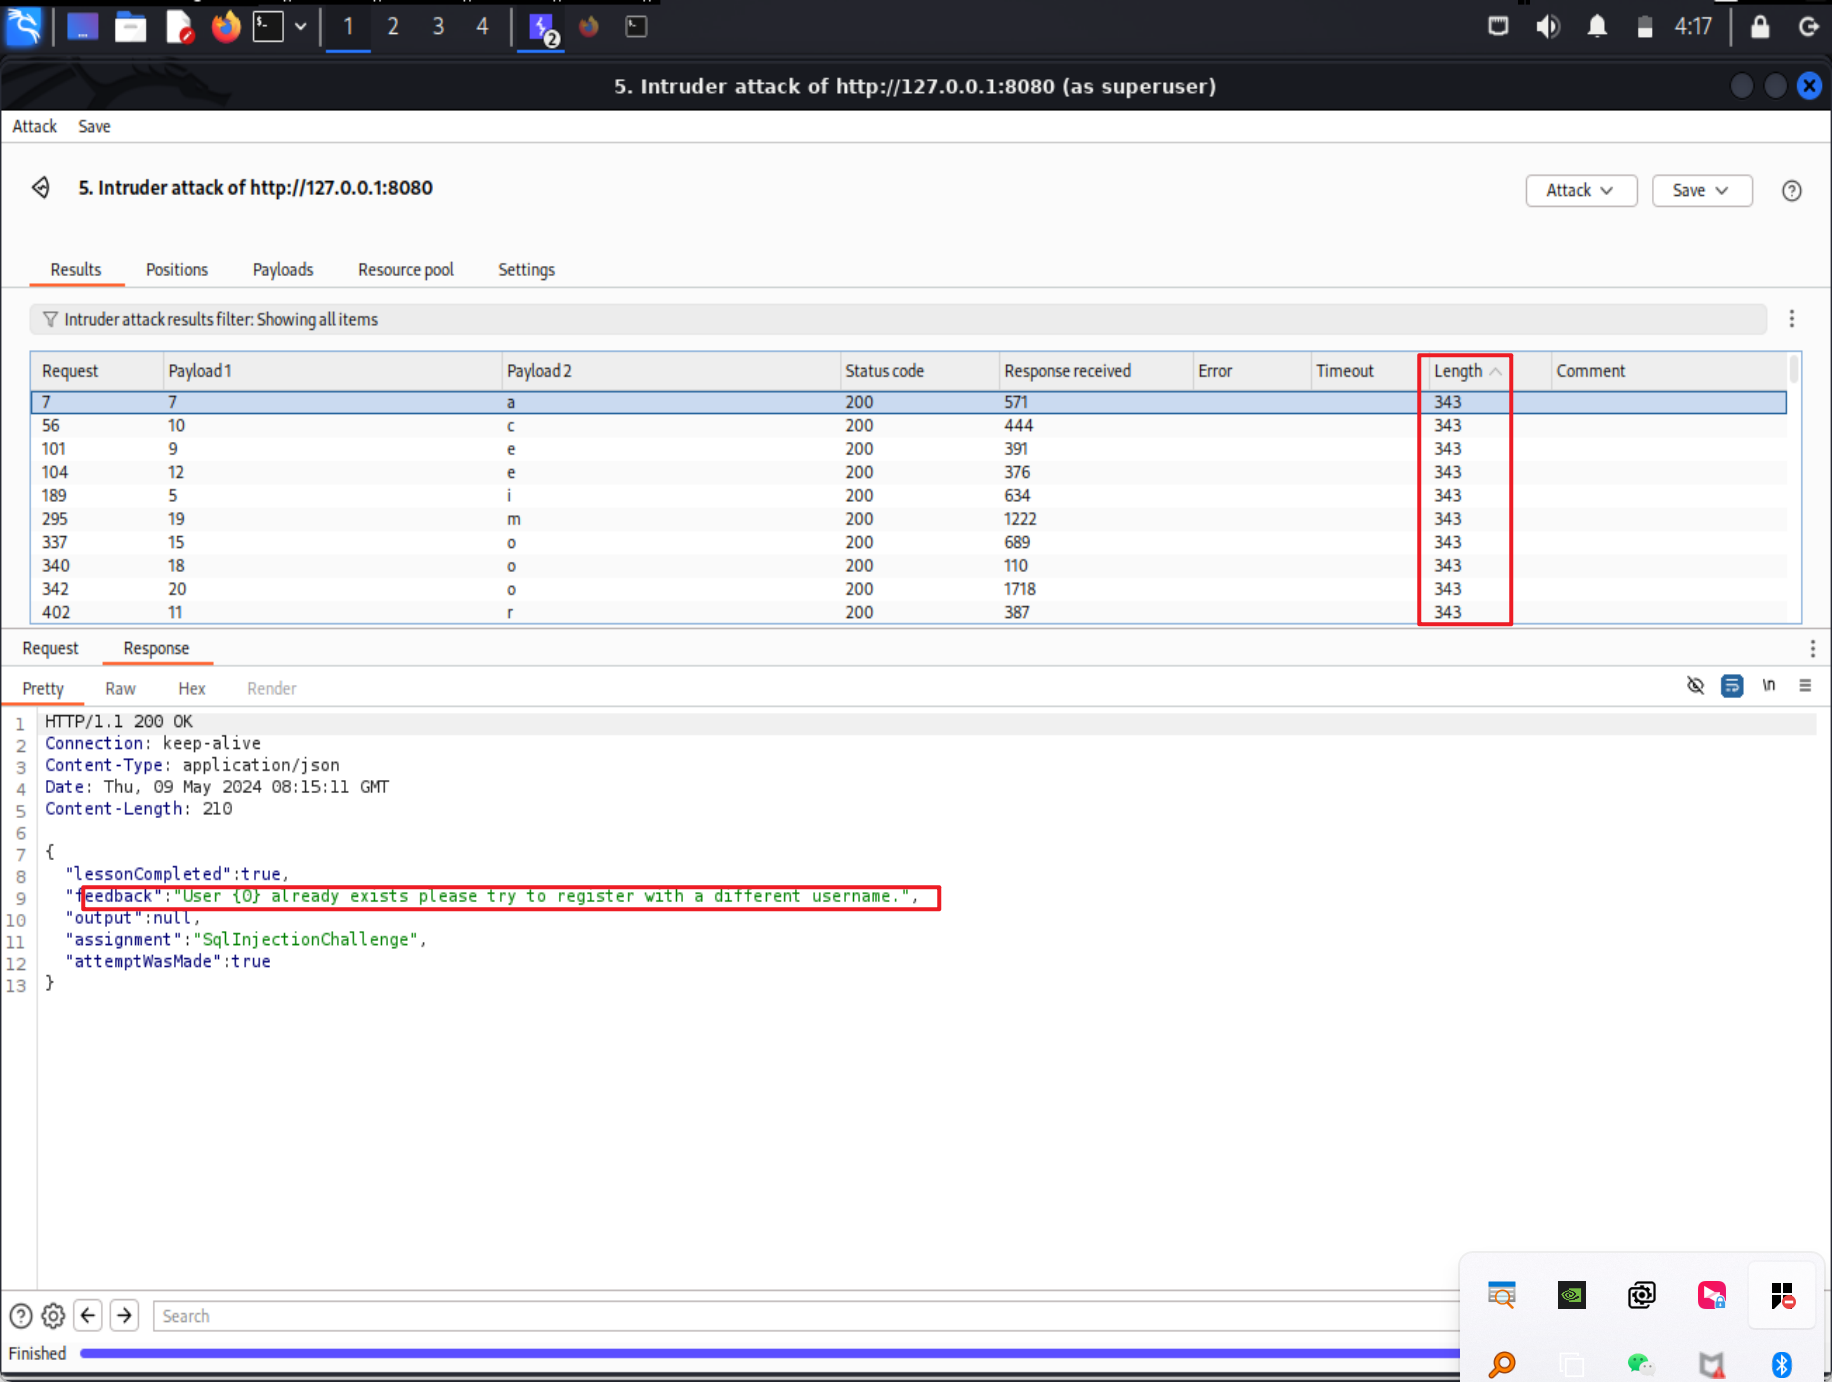 1 2 3 4 2 4:17
5. Intruder attack of http://127.0.0.1:8080 (as superuser)
Attack Save
5. Intruder attack of http://127.0.0.1:8080
Attack Save
Results Positions Payloads Resource pool Settings
Intruder attack results filter: Showing all items
Request Payload 1 Payload 2 Status code Response received Error Timeout Length Comment
7 7 a 200 571 343
56 10 c 200 444 343
101 9 e 200 391 343
104 12 e 200 376 343
189 5 i 200 634 343
295 19 m 200 1222 343
337 15 o 200 689 343
340 18 o 200 110 343
342 20 o 200 1718 343
402 11 r 200 387 343
Request Response
Pretty Raw Hex Render \n
1 HTTP/1.1 200 OK
2 Connection: keep-alive
3 Content-Type: application/json
4 Date: Thu, 09 May 2024 08:15:11 GMT
5 Content-Length: 210
6
7 {
8 "lessonCompleted":true,
9 "feedback":"User {0} already exists please try to register with a different username.",
10 "output":null,
11 "assignment":"SqlInjectionChallenge",
12 "attemptWasMade":true
13 }
Search
Finished